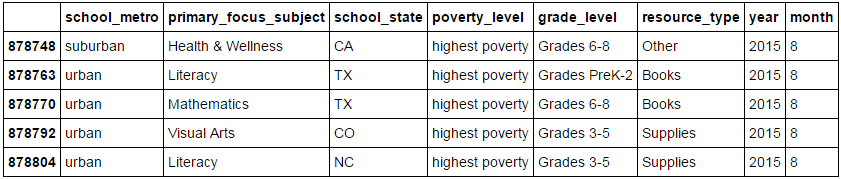 school_metro primary_focus_subject school_state poverty_level grade_level resource_type year month
878748 suburban Health & Wellness CA highest poverty Grades 6-8 Other 2015 8
878763 urban Literacy TX highest poverty Grades PreK-2 Books 2015 8
878770 urban Mathematics TX highest poverty Grades 6-8 Books 2015 8
878792 urban Visual Arts CO highest poverty Grades 3-5 Supplies 2015 8
878804 urban Literacy NC highest poverty Grades 3-5 Supplies 2015 8